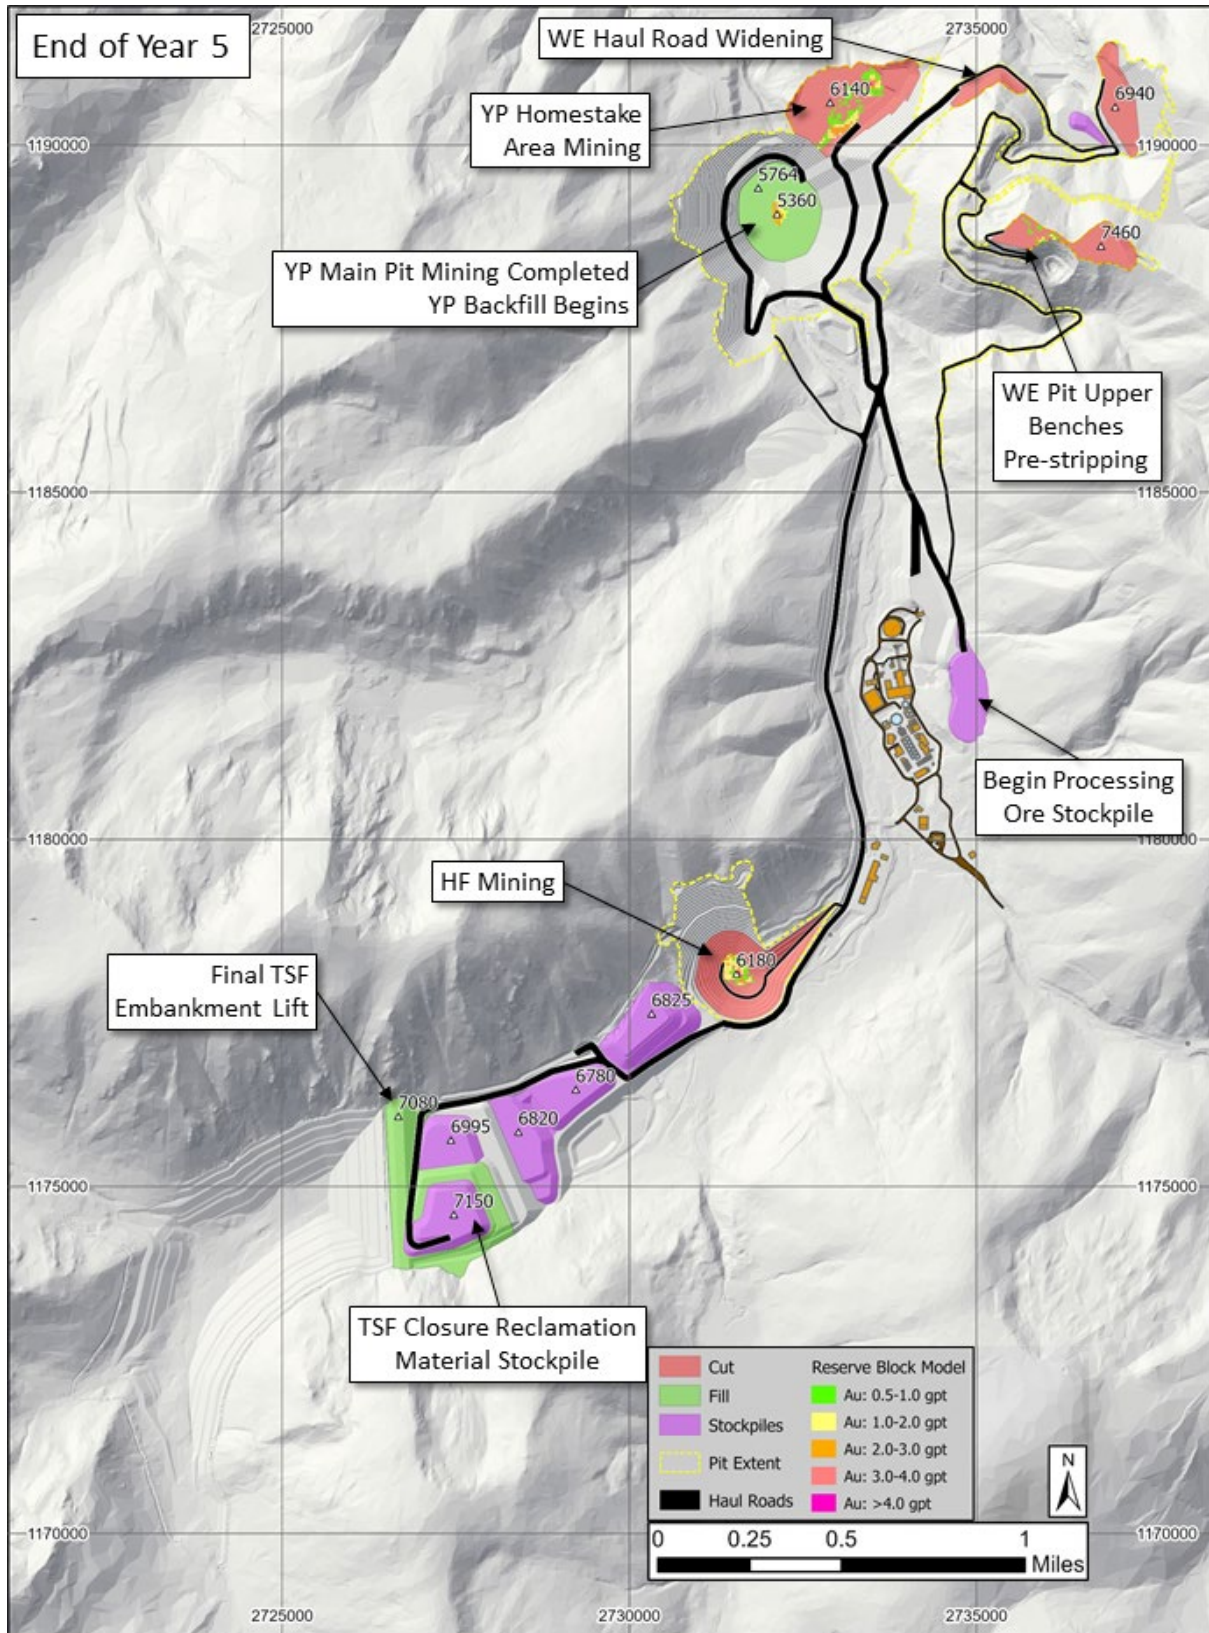 End of Year 5
2725000
2735000
WE Haul Road Widening
6140
6940
YP Homestake
Area Mining
1190000
1190000
5764
5360
7460
YP Main Pit Mining Completed
YP Backfill Begins
WE Pit Upper
Benches
Pre-stripping
1185000
1185000
Begin Processing
Ore Stockpile
1180000
1180000
HF Mining
6180
6825
Final TSF
Embankment Lift
6780
7080
6820
6995
1175000
1175000
7150
TSF Closure Reclamation
Material Stockpile
Cut
Fill
Stockpiles
Pit Extent
Haul Roads
Reserve Block Model
Au: 0.5-1.0 gpt
Au: 1.0-2.0 gpt
Au: 2.0-3.0 gpt
Au: 3.0-4.0 gpt
Au: >4.0 gpt
N
1170000
1170000
0 0.25 0.5 1
Miles
2725000
2730000
2735000